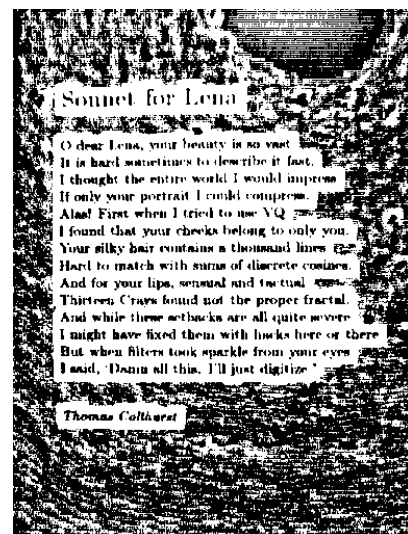 Sonnet for Lena
O dear Lena, your beauty is so vast
It is hard sometimes to describe it fast.
I thought the entire world I would impress
If only your portrait I could compress.
Alas! First when I tried to use VQ
I found that your cheeks belong to only you.
Your silky hair contains a thousand lines
Hard to match with sums of discrete cosines.
And for your lips, sensual and tactual
Thirteen Crays found not the proper fractal.
And while these setbacks are all quite severe
I might have fixed them with hacks here or there
But when filters took sparkle from your eyes
I said, 'Damn all this. I'll just digitize.'
Thomas Colthurst